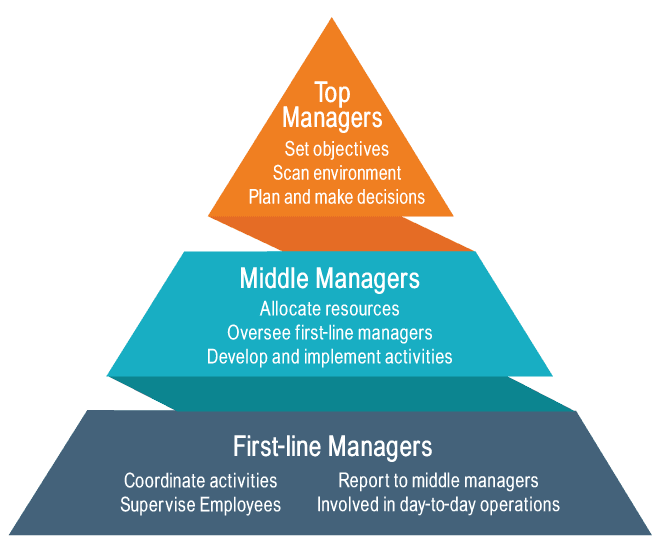 Top
Managers
Set objectives
Scan environment
Plan and make decisions
Middle Managers
Allocate resources
Oversee first-line managers
Develop and implement activities
First-line Managers
Coordinate activities
Supervise Employees
Report to middle managers
Involved in day-to-day operations